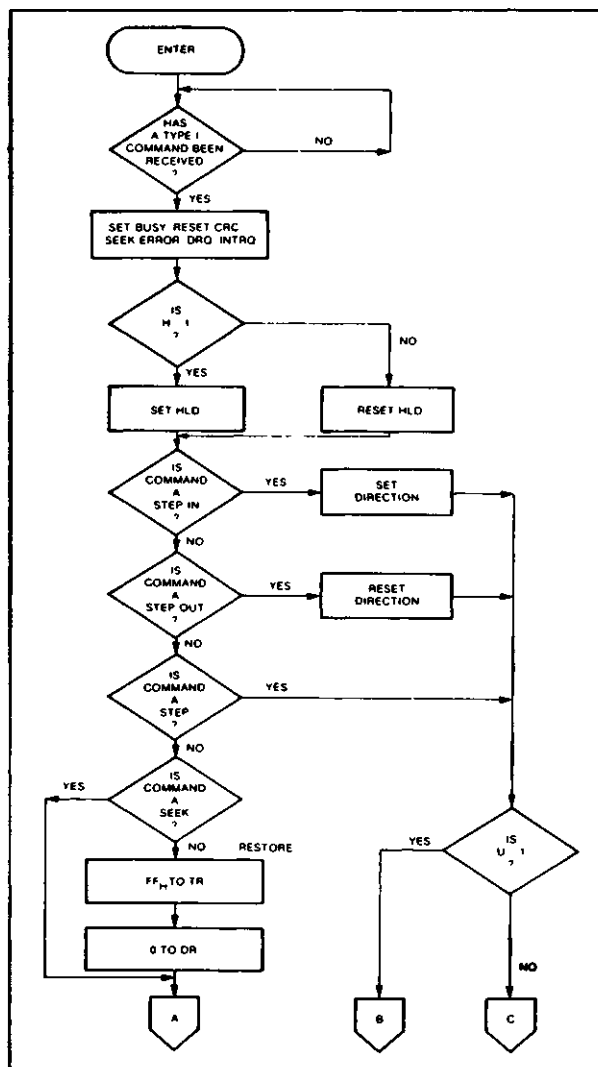 ENTER
HAS
A TYPE I
COMMAND BEEN
RECEIVED
?
NO
YES
SET BUSY RESET CRC
SEEK ERROR DRQ INTRQ
IS
H 1
?
NO
YES
SET HLD
RESET HLD
IS
COMMAND
A
STEP IN
?
YES
SET
DIRECTION
NO
IS
COMMAND
A
STEP OUT
?
YES
RESET
DIRECTION
NO
IS
COMMAND
A
STEP
?
YES
NO
IS
COMMAND
A
SEEK
?
YES
NO
RESTORE
IS
U 1
?
YES
NO
FFH TO TR
0 TO DR
A
B
C